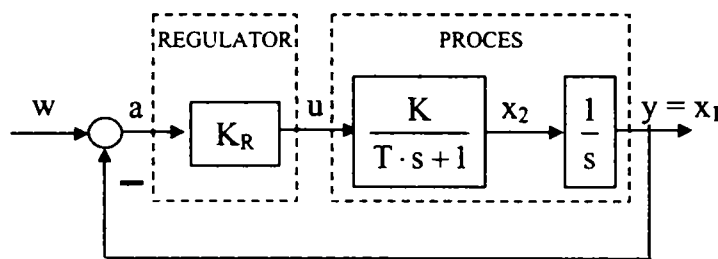 REGULATOR
PROCES
w
a
K_R
u
K
T · s + 1
x₂
1
s
y = x₁
−